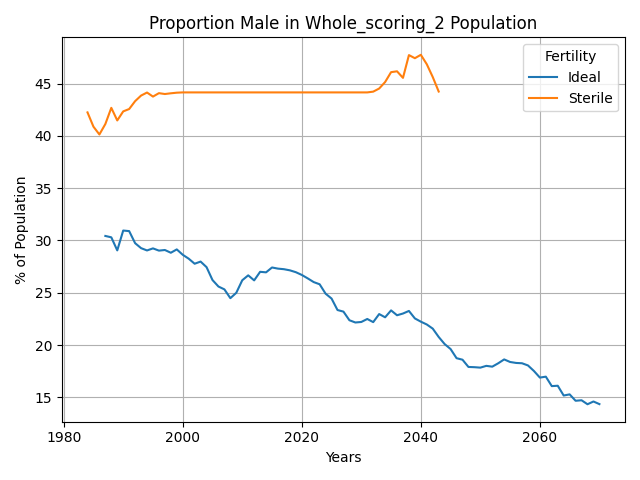 Proportion Male in Whole_scoring_2 Population
Fertility
Ideal
Sterile
% of Population
45
40
35
30
25
20
15
1980
2000
2020
2040
2060
Years